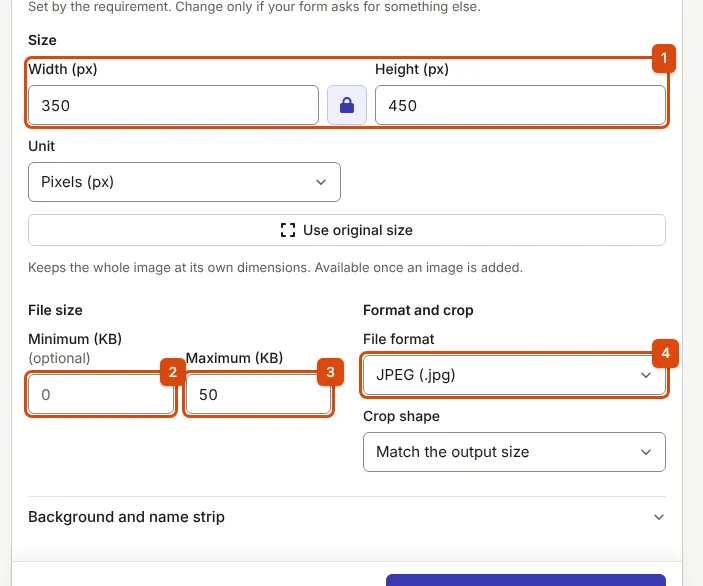 Set by the requirement. Change only if your form asks for something else.
Size
1
Width (px)
Height (px)
350
450
Unit
Pixels (px)
Use original size
Keeps the whole image at its own dimensions. Available once an image is added.
File size
Format and crop
Minimum (KB)
(optional)
Maximum (KB)
File format
2
3
4
0
50
JPEG (.jpg)
Crop shape
Match the output size
Background and name strip